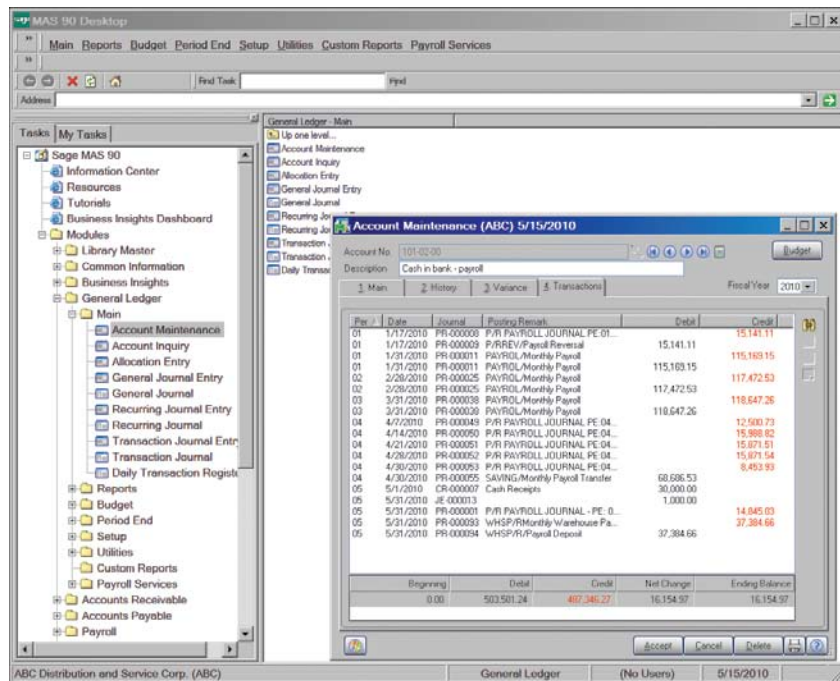 MAS 90 Desktop
Main Reports Budget Period End Setup Utilities Custom Reports Payroll Services
Find Task Find
Address
Tasks My Tasks
Sage MAS 90
Information Center
Resources
Tutorials
Business Insights Dashboard
Modules
Library Master
Common Information
Business Insights
General Ledger
Main
Account Maintenance
Account Inquiry
Allocation Entry
General Journal Entry
General Journal
Recurring Journal Entry
Recurring Journal
Transaction Journal Entr
Transaction Journal
Daily Transaction Registe
Reports
Budget
Period End
Setup
Utilities
Custom Reports
Payroll Services
Accounts Receivable
Accounts Payable
Payroll
General Ledger - Main
Up one level...
Account Maintenance
Account Inquiry
Allocation Entry
General Journal Entry
General Journal
Recurring Jo
Recurring Jo
Transaction
Transaction
Daily Transac
Account Maintenance (ABC) 5/15/2010
Account No. 101-02-00 Budget
Description Cash in bank - payroll
1. Main 2. History 3. Variance 4. Transactions Fiscal Year 2010
Per Date Journal Posting Remark Debit Credit
01 1/17/2010 PR-000008 P/R PAYROLL JOURNAL PE:01... 15,141.11
01 1/17/2010 PR-000009 P/RREV/Payroll Reversal 15,141.11
01 1/31/2010 PR-000011 PAYROL/Monthly Payroll 115,169.15
01 1/31/2010 PR-000011 PAYROL/Monthly Payroll 115,169.15
02 2/28/2010 PR-000025 PAYROL/Monthly Payroll 117,472.53
02 2/28/2010 PR-000025 PAYROL/Monthly Payroll 117,472.53
03 3/31/2010 PR-000038 PAYROL/Monthly Payroll 118,647.26
03 3/31/2010 PR-000038 PAYROL/Monthly Payroll 118,647.26
04 4/7/2010 PR-000049 P/R PAYROLL JOURNAL PE:04... 12,500.73
04 4/14/2010 PR-000050 P/R PAYROLL JOURNAL PE:04... 15,988.82
04 4/21/2010 PR-000051 P/R PAYROLL JOURNAL PE:04... 15,871.51
04 4/28/2010 PR-000052 P/R PAYROLL JOURNAL PE:04... 15,871.54
04 4/30/2010 PR-000053 P/R PAYROLL JOURNAL PE:04... 8,453.93
04 4/30/2010 PR-000055 SAVING/Monthly Payroll Transfer 68,686.53
05 5/1/2010 CR-000007 Cash Receipts 30,000.00
05 5/31/2010 JE-000013 1,000.00
05 5/31/2010 PR-000001 P/R PAYROLL JOURNAL - PE: 0... 14,845.03
05 5/31/2010 PR-000093 WHSP/RMonthly Warehouse Pa... 37,384.66
05 5/31/2010 PR-000094 WHSP/R/Payroll Deposit 37,384.66
Beginning Debit Credit Net Change Ending Balance
0.00 503,501.24 487,346.27 16,154.97 16,154.97
Accept Cancel Delete
ABC Distribution and Service Corp. (ABC) General Ledger (No Users) 5/15/2010